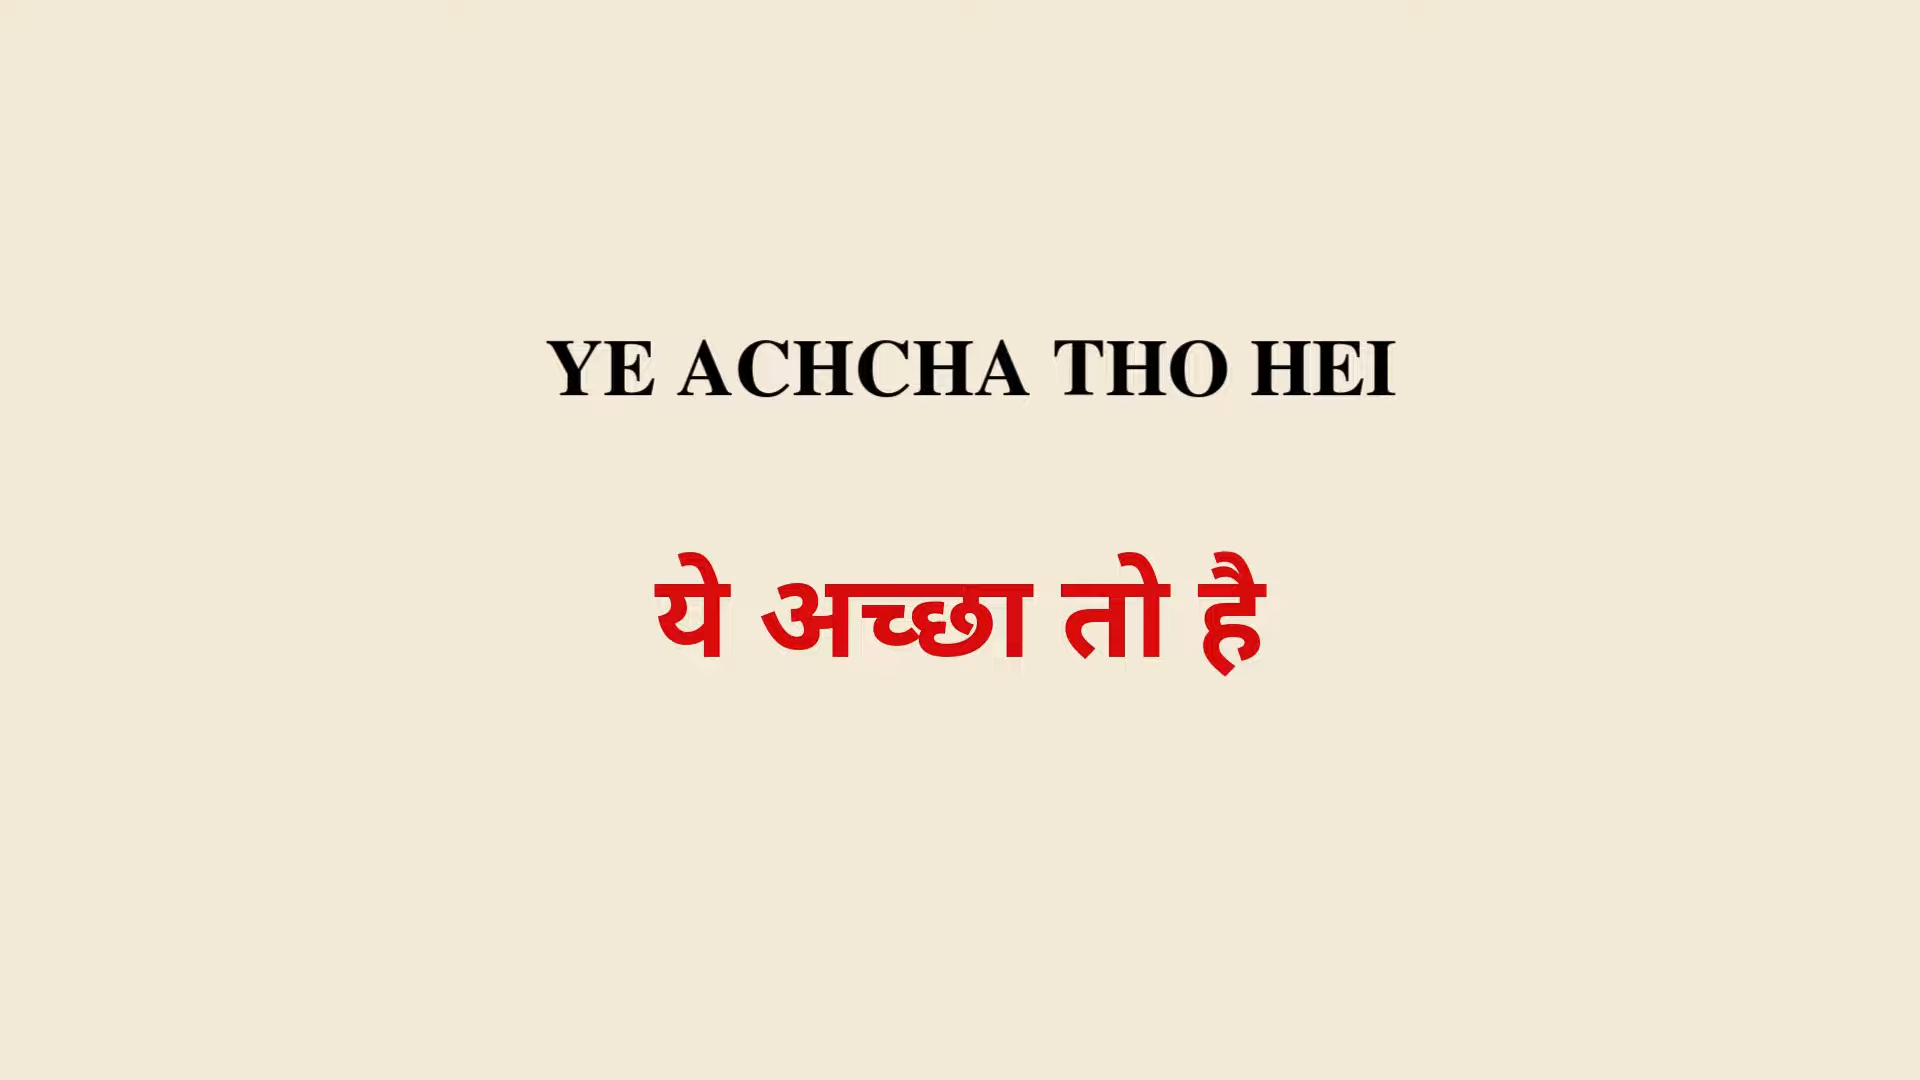 YE ACHCHA THO HEI
ये अच्छा तो है